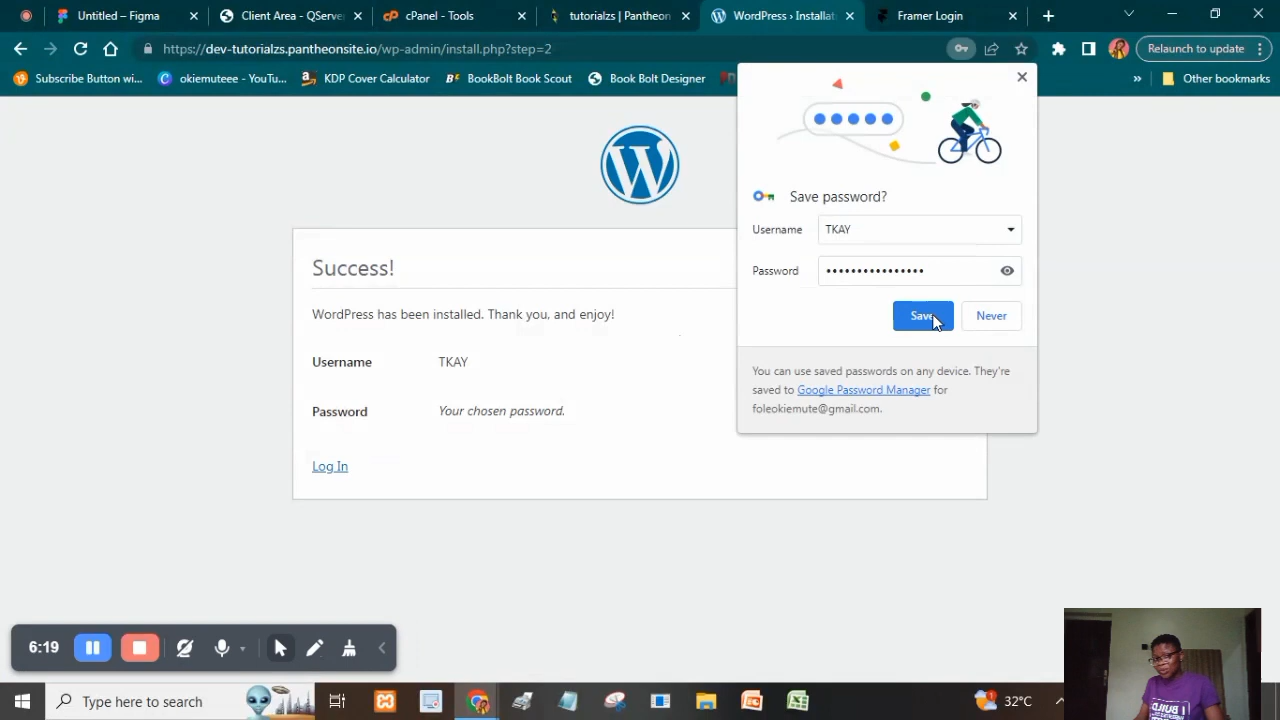 Untitled – Figma
Client Area - QServe
cPanel - Tools
tutorialzs | Pantheon
WordPress › Installat
Framer Login
https://dev-tutorialzs.pantheonsite.io/wp-admin/install.php?step=2
Relaunch to update
Subscribe Button wi...
okiemuteee - YouTu...
KDP Cover Calculator
BookBolt Book Scout
Book Bolt Designer
»
Other bookmarks
Save password?
Username
TKAY
Password
••••••••••••••••
Save
Never
You can use saved passwords on any device. They're
saved to Google Password Manager for
foleokiemute@gmail.com.
Success!
WordPress has been installed. Thank you, and enjoy!
Username
TKAY
Password
Your chosen password.
Log In
6:19
Type here to search
32°C